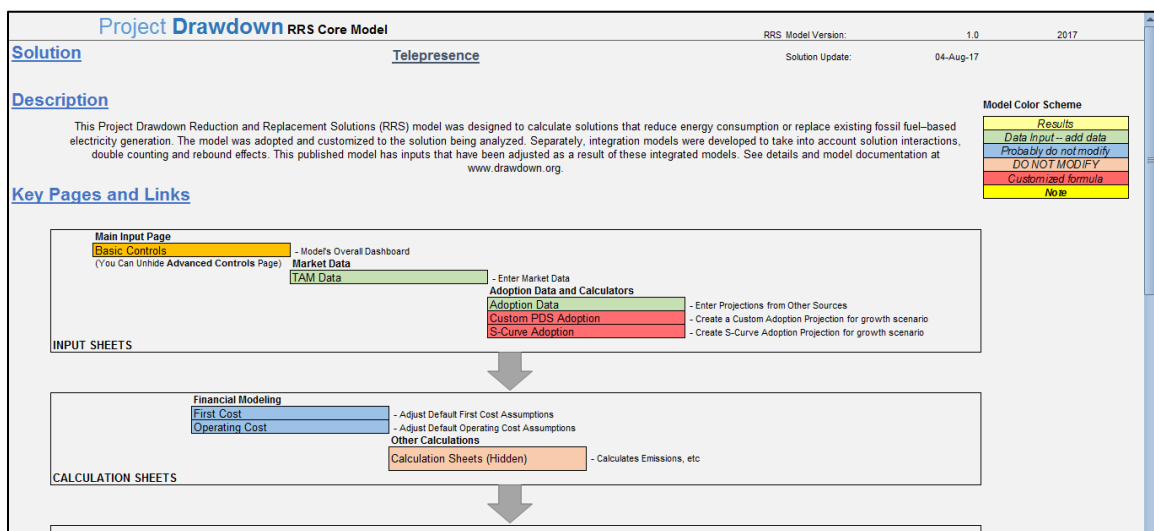 Project Drawdown RRS Core Model
RRS Model Version: 1.0 2017
Solution Telepresence Solution Update: 04-Aug-17
Description
This Project Drawdown Reduction and Replacement Solutions (RRS) model was designed to calculate solutions that reduce energy consumption or replace existing fossil fuel–based
electricity generation. The model was adopted and customized to the solution being analyzed. Separately, integration models were developed to take into account solution interactions,
double counting and rebound effects. This published model has inputs that have been adjusted as a result of these integrated models. See details and model documentation at
www.drawdown.org.
Model Color Scheme
Results
Data Input -- add data
Probably do not modify
DO NOT MODIFY
Customized formula
Note
Key Pages and Links
Main Input Page
Basic Controls - Model's Overall Dashboard
(You Can Unhide Advanced Controls Page) Market Data
TAM Data - Enter Market Data
Adoption Data and Calculators
Adoption Data - Enter Projections from Other Sources
Custom PDS Adoption - Create a Custom Adoption Projection for growth scenario
S-Curve Adoption - Create S-Curve Adoption Projection for growth scenario
INPUT SHEETS
Financial Modeling
First Cost - Adjust Default First Cost Assumptions
Operating Cost - Adjust Default Operating Cost Assumptions
Other Calculations
Calculation Sheets (Hidden) - Calculates Emissions, etc
CALCULATION SHEETS